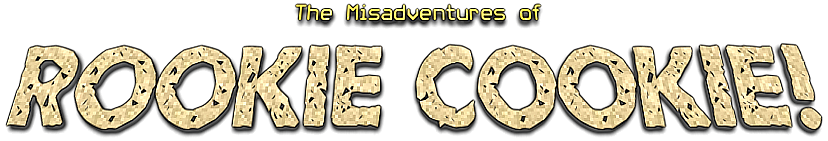 The Misadventures of
ROOKIE COOKIE!